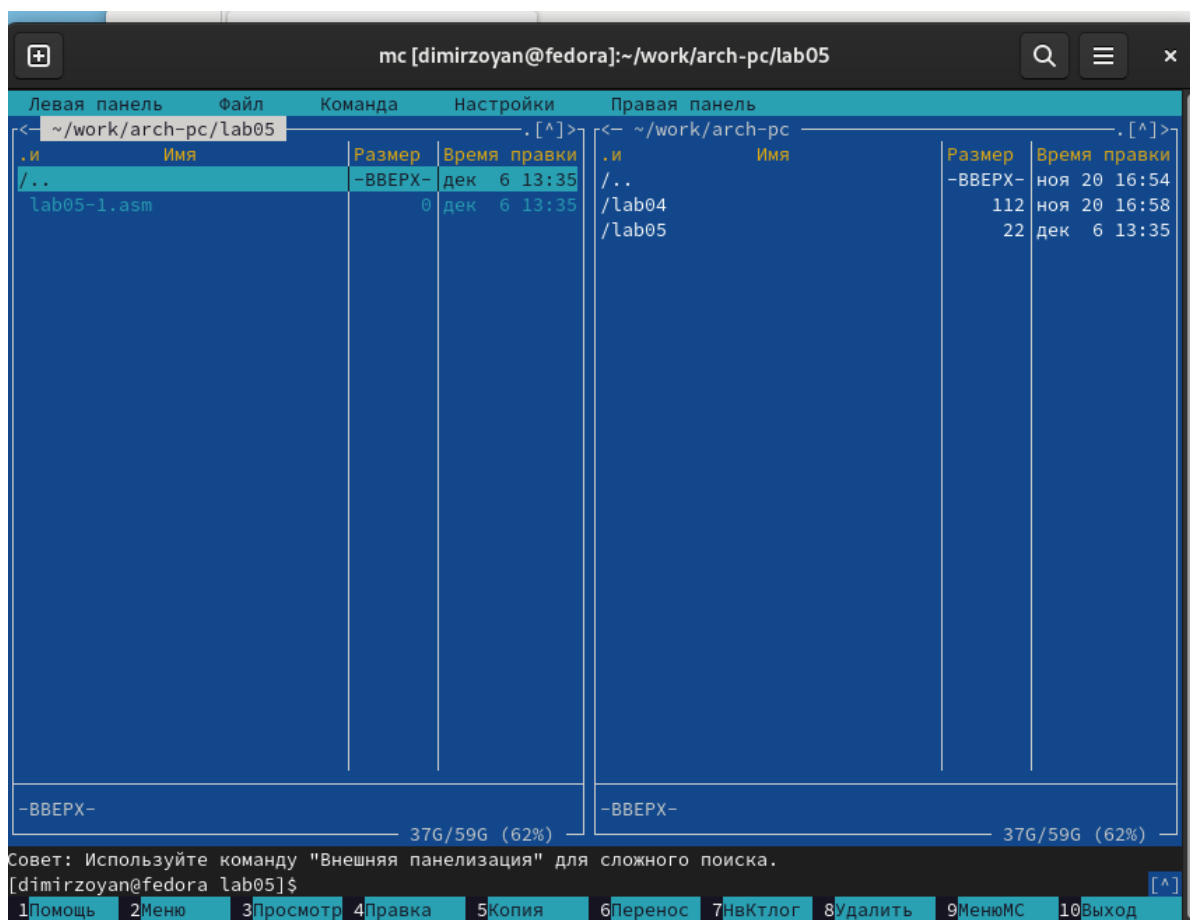 mc [dimirzoyan@fedora]:~/work/arch-pc/lab05
Левая панель Файл Команда Настройки Правая панель
<— ~/work/arch-pc/lab05 .[^]> <— ~/work/arch-pc .[^]>
.и Имя Размер Время правки .и Имя Размер Время правки
/.. -ВВЕРХ- дек 6 13:35 /.. -ВВЕРХ- ноя 20 16:54
lab05-1.asm 0 дек 6 13:35 /lab04 112 ноя 20 16:58
/lab05 22 дек 6 13:35
-ВВЕРХ- -ВВЕРХ-
37G/59G (62%) 37G/59G (62%)
Совет: Используйте команду "Внешняя панелизация" для сложного поиска.
[dimirzoyan@fedora lab05]$ [^]
1Помощь 2Меню 3Просмотр 4Правка 5Копия 6Перенос 7НвКтлог 8Удалить 9МенюМС 10Выход